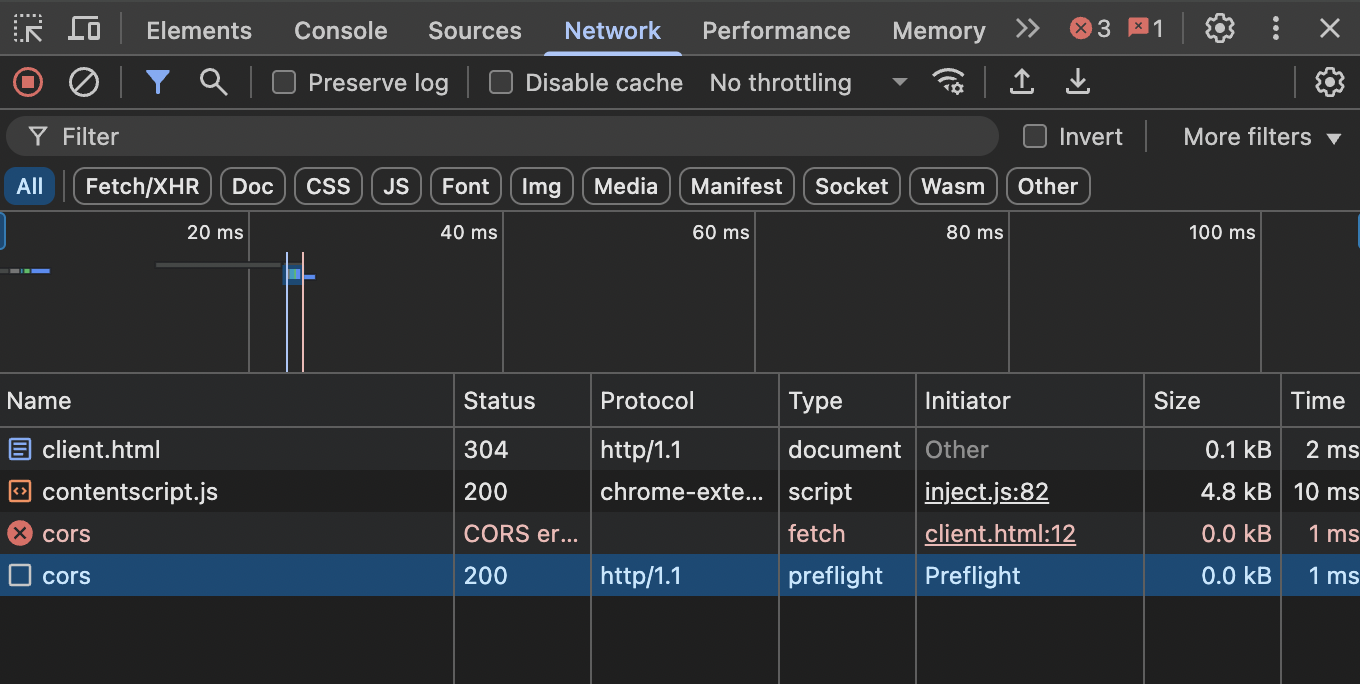 Elements Console Sources Network Performance Memory 3 1
Preserve log Disable cache No throttling
Filter Invert More filters
All Fetch/XHR Doc CSS JS Font Img Media Manifest Socket Wasm Other
20 ms 40 ms 60 ms 80 ms 100 ms
Name Status Protocol Type Initiator Size Time
client.html 304 http/1.1 document Other 0.1 kB 2 ms
contentscript.js 200 chrome-exte... script inject.js:82 4.8 kB 10 ms
cors CORS er... fetch client.html:12 0.0 kB 1 ms
cors 200 http/1.1 preflight Preflight 0.0 kB 1 ms